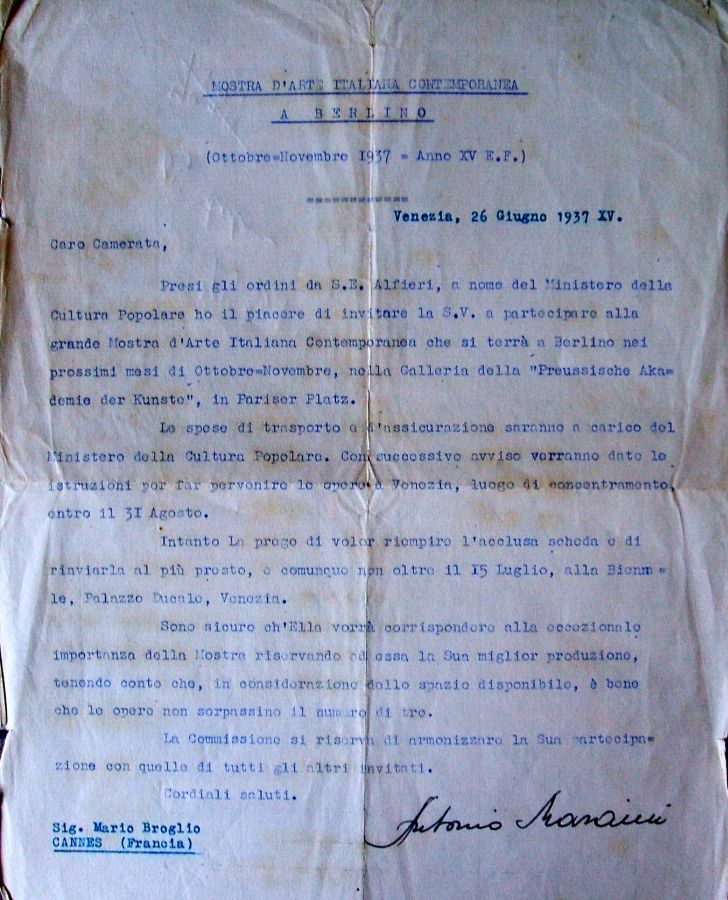 MOSTRA D'ARTE ITALIANA CONTEMPORANEA
A BERLINO
(Ottobre=Novembre 1937 = Anno XV E.F.)
=============
Venezia, 26 Giugno 1937 XV.
Caro Camerata,
Presi gli ordini da S.E. Alfieri, a nome del Ministero della
Cultura Popolare ho il piacere di invitare la S.V. a partecipare alla
grande Mostra d'Arte Italiana Contemporanea che si terrà a Berlino nei
prossimi mesi di Ottobre=Novembre, nella Galleria della "Preussische Aka=
demie der Kunste", in Pariser Platz.
Le spese di trasporto e d'assicurazione saranno a carico del
Ministero della Cultura Popolare. Con successivo avviso verranno date le
istruzioni per far pervenire le opere a Venezia, luogo di concentramento,
entro il 3I Agosto.
Intanto La prego di voler riempire l'acclusa scheda e di
rinviarla al più presto, e comunque non oltre il I5 Luglio, alla Bienna=
le, Palazzo Ducale, Venezia.
Sono sicuro ch'Ella vorrà corrispondere alla eccezionale
importanza della Mostra riservando ad essa la Sua miglior produzione,
tenendo conto che, in considerazione dello spazio disponibile, è bene
che le opere non sorpassino il numero di tre.
La Commissione si riserva di armonizzare la Sua partecipa=
zione con quelle di tutti gli altri invitati.
Cordiali saluti.
Antonio Maraini
Sig. Mario Broglio
CANNES (Francia)